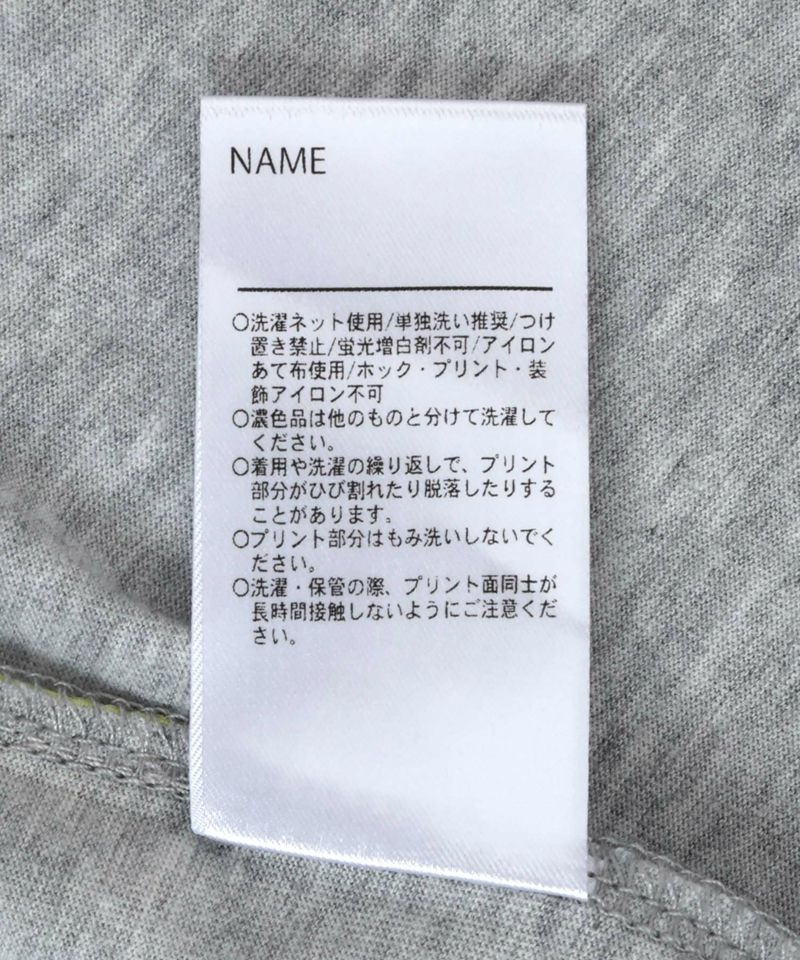 NAME
○洗濯ネット使用/単独洗い推奨/つけ
置き禁止/蛍光増白剤不可/アイロン
あて布使用/ホック・プリント・装
飾アイロン不可
○濃色品は他のものと分けて洗濯して
ください。
○着用や洗濯の繰り返しで、プリント
部分がひび割れたり脱落したりする
ことがあります。
○プリント部分はもみ洗いしないでく
ださい。
○洗濯・保管の際、プリント面同士が
長時間接触しないようにご注意くだ
さい。